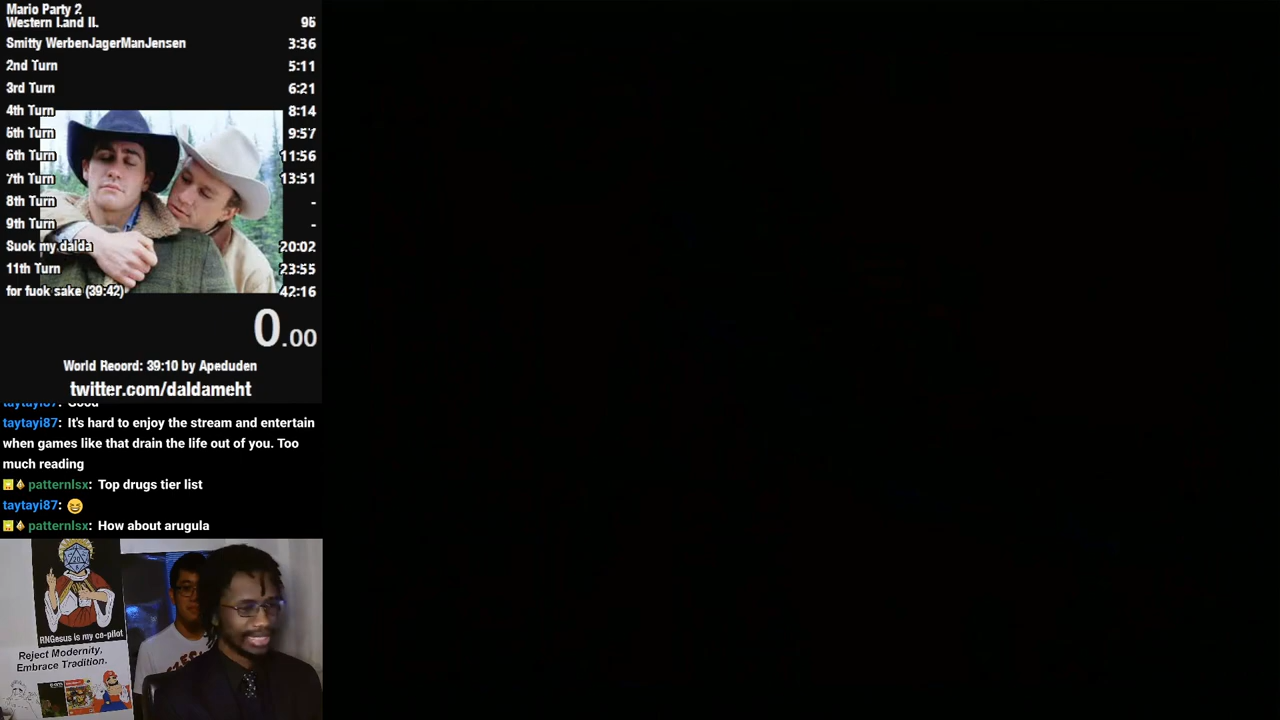 Mario Party 2
Western Land II. 96
Smitty WerbenJagerManJensen 3:36
2nd Turn 5:11
3rd Turn 6:21
4th Turn 8:14
5th Turn 9:57
6th Turn 11:56
7th Turn 13:51
8th Turn -
9th Turn -
Suok my dalda 20:02
11th Turn 23:55
for fuok sake (39:42) 42:16
0.00
World Reoord: 39:10 by Apeduden
twitter.com/daldameht
taytayi87: Good
taytayi87: It's hard to enjoy the stream and entertain
when games like that drain the life out of you. Too
much reading
patternlsx: Top drugs tier list
taytayi87:
patternlsx: How about arugula
RNGesus is my co-pilot
Reject Modernity,
Embrace Tradition.